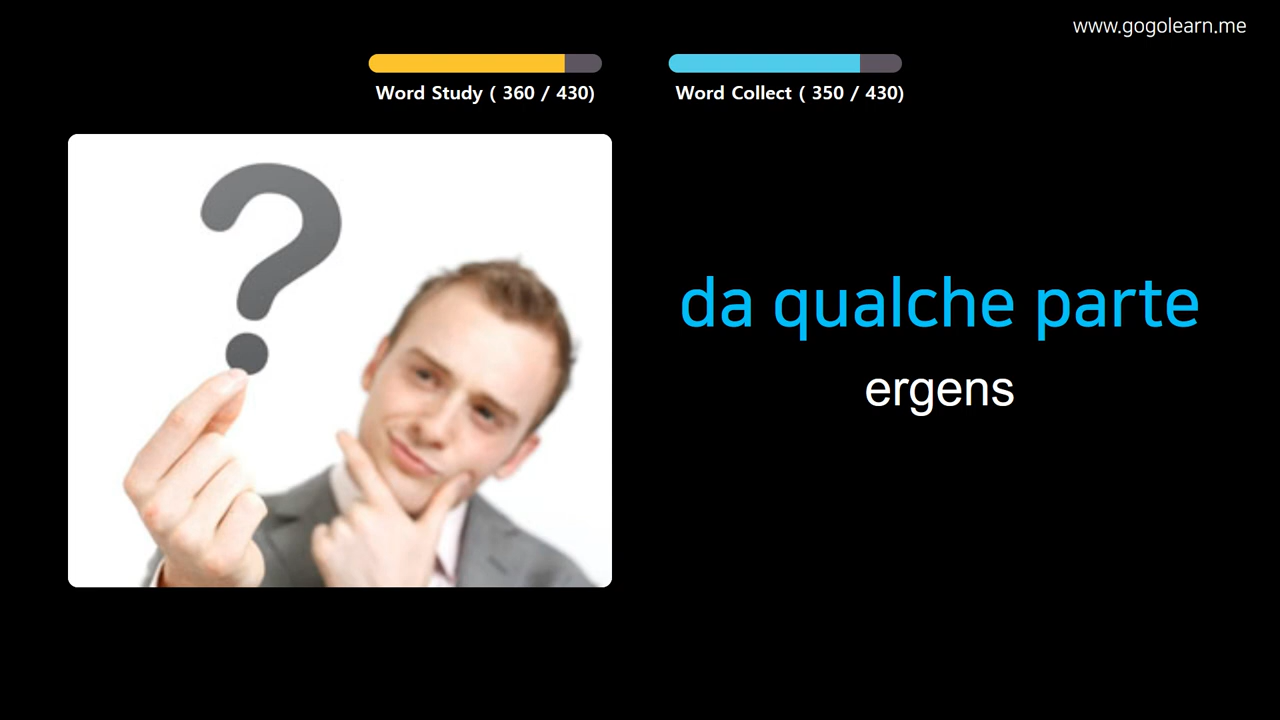 www.gogolearn.me
Word Study ( 360 / 430)
Word Collect ( 350 / 430)
?
da qualche parte
ergens